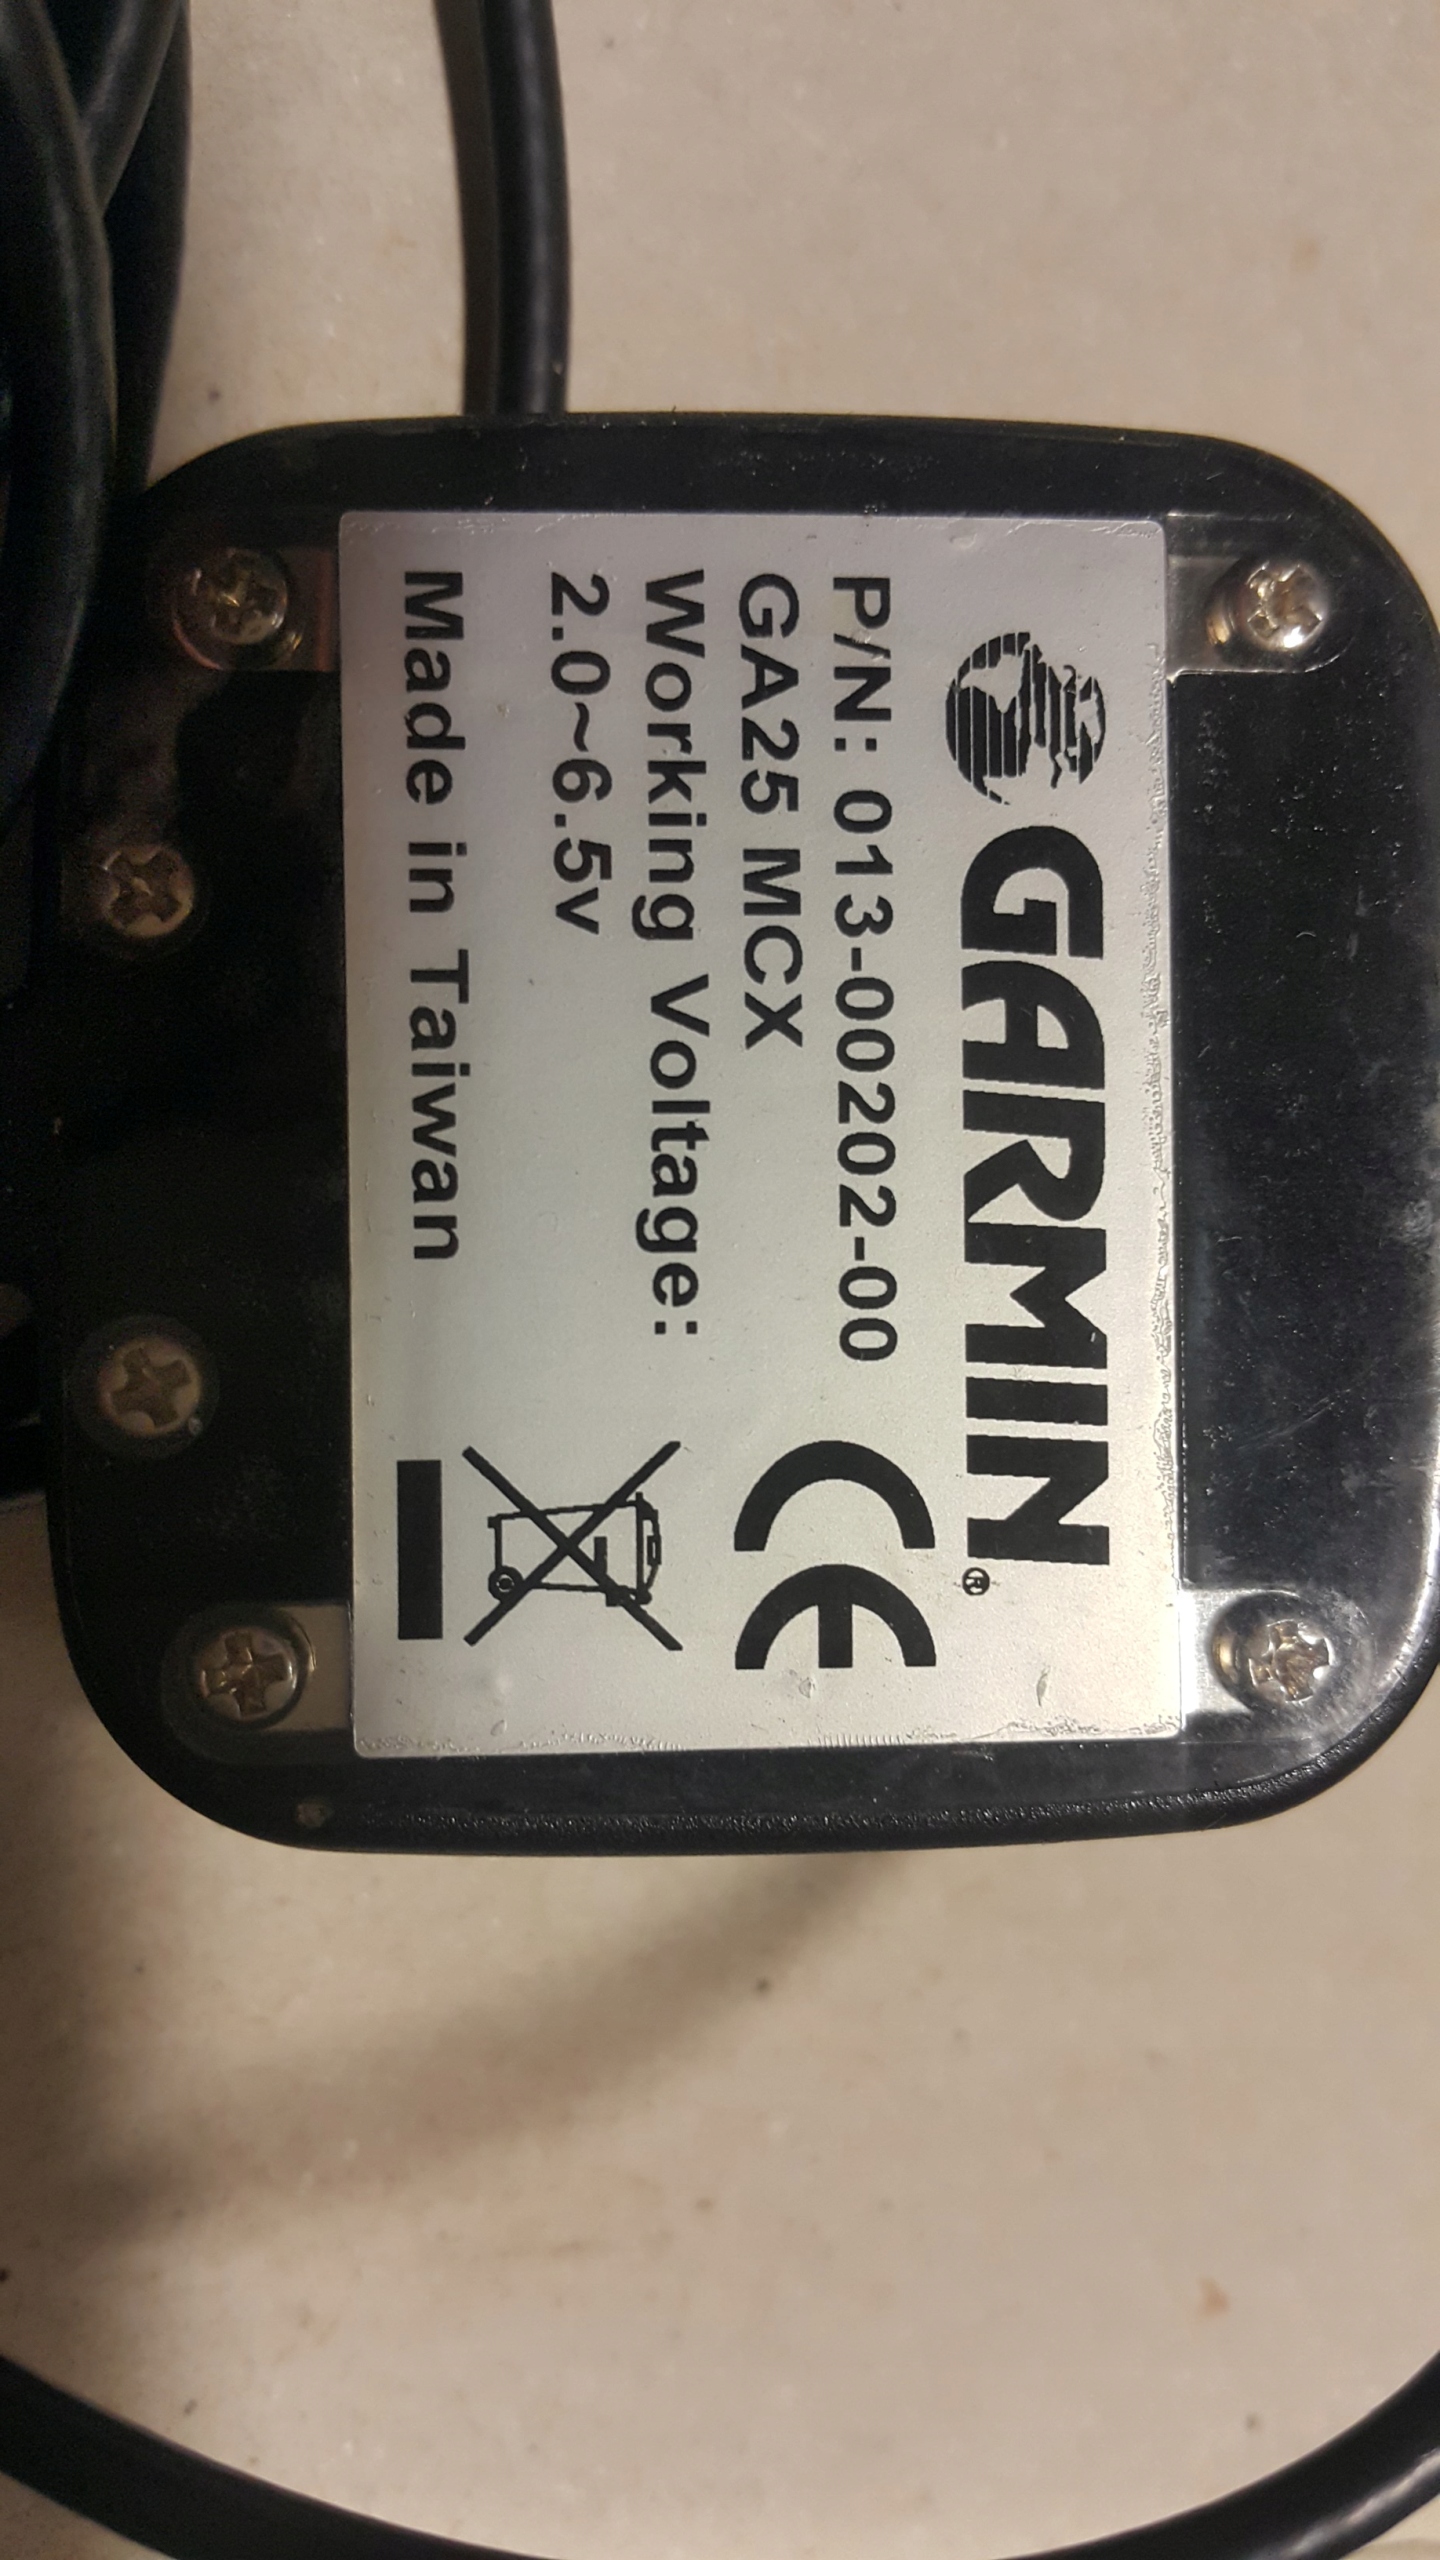 GARMIN®
P/N: 013-00202-00
GA25 MCX
CE
Working Voltage:
2.0~6.5v
Made in Taiwan